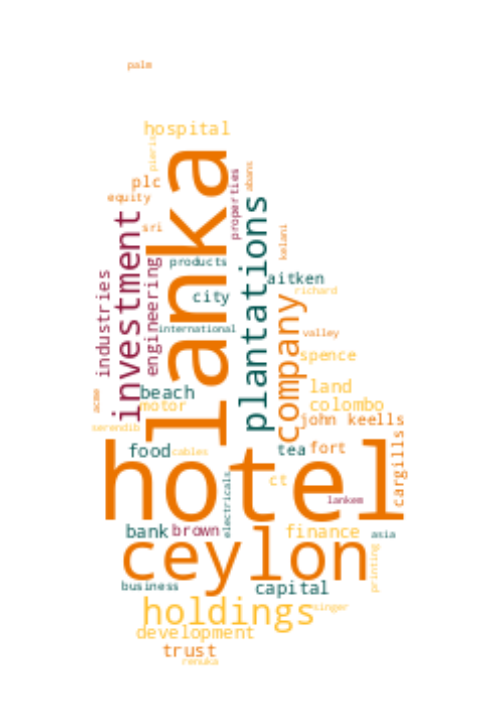 palm
hospital
pieris
lanka
abans
plc
properties
equity
plantations
investment
sri
kelani
engineering
products
industries
aitken
city
richard
company
international
valley
spence
beach
land
acme
motor
colombo
serendib
john keells
hotel
food
cables
tea
fort
cargills
electricals
ct
lankem
bank
brown
finance
asia
ceylon
printing
business
capital
holdings
singer
development
trust
renuka